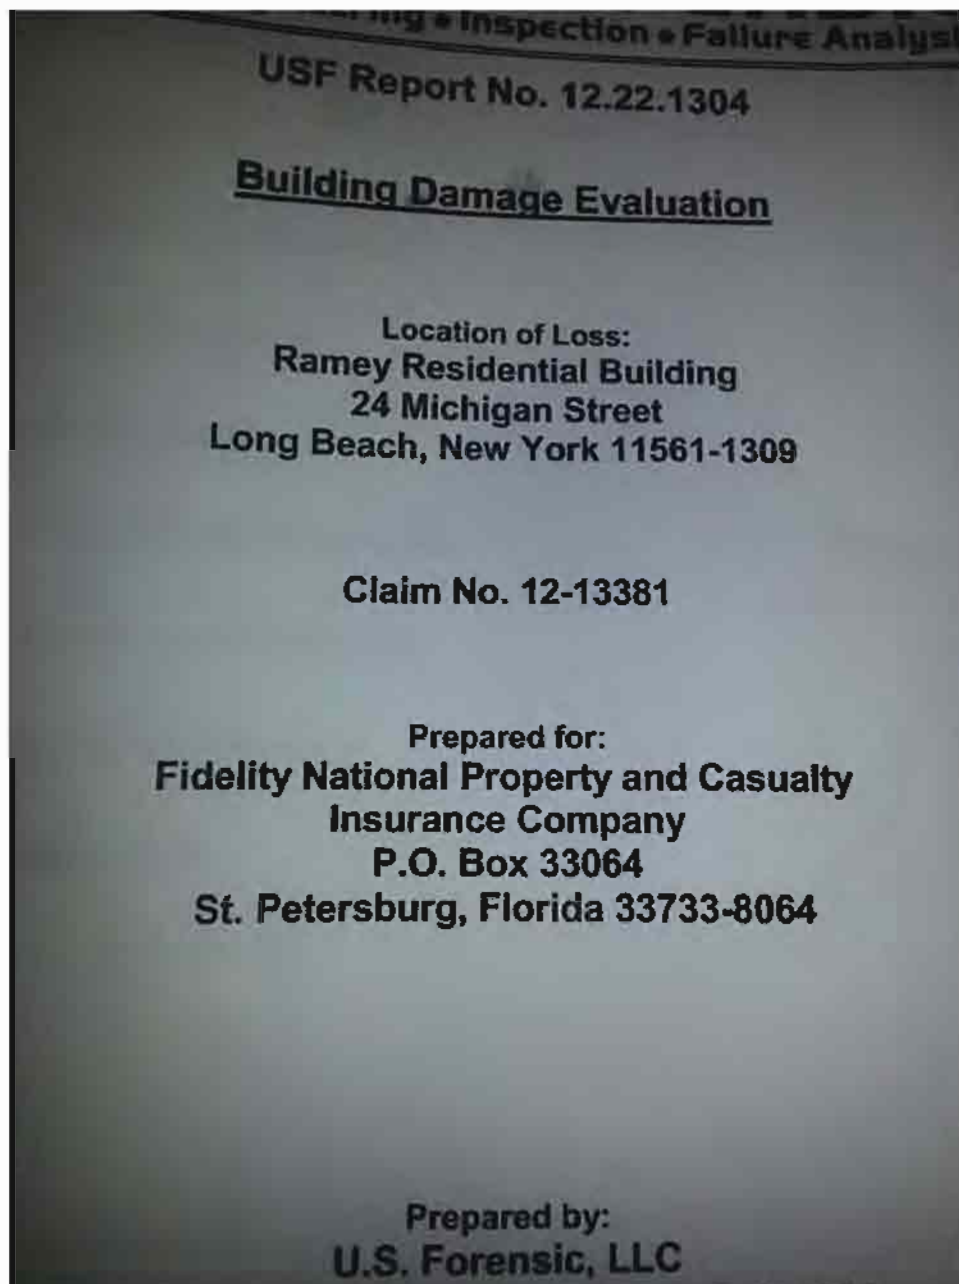 • Inspection • Failure
USF Report No. 12.22.1304
Building Damage Evaluation
Location of Loss:
Ramey Residential Building
24 Michigan Street
Long Beach, New York 11561-1309
Claim No. 12-13381
Prepared for:
Fidelity National Property and Casualty
Insurance Company
P.O. Box 33064
St. Petersburg, Florida 33733-8064
Prepared by:
U.S. Forensic, LLC